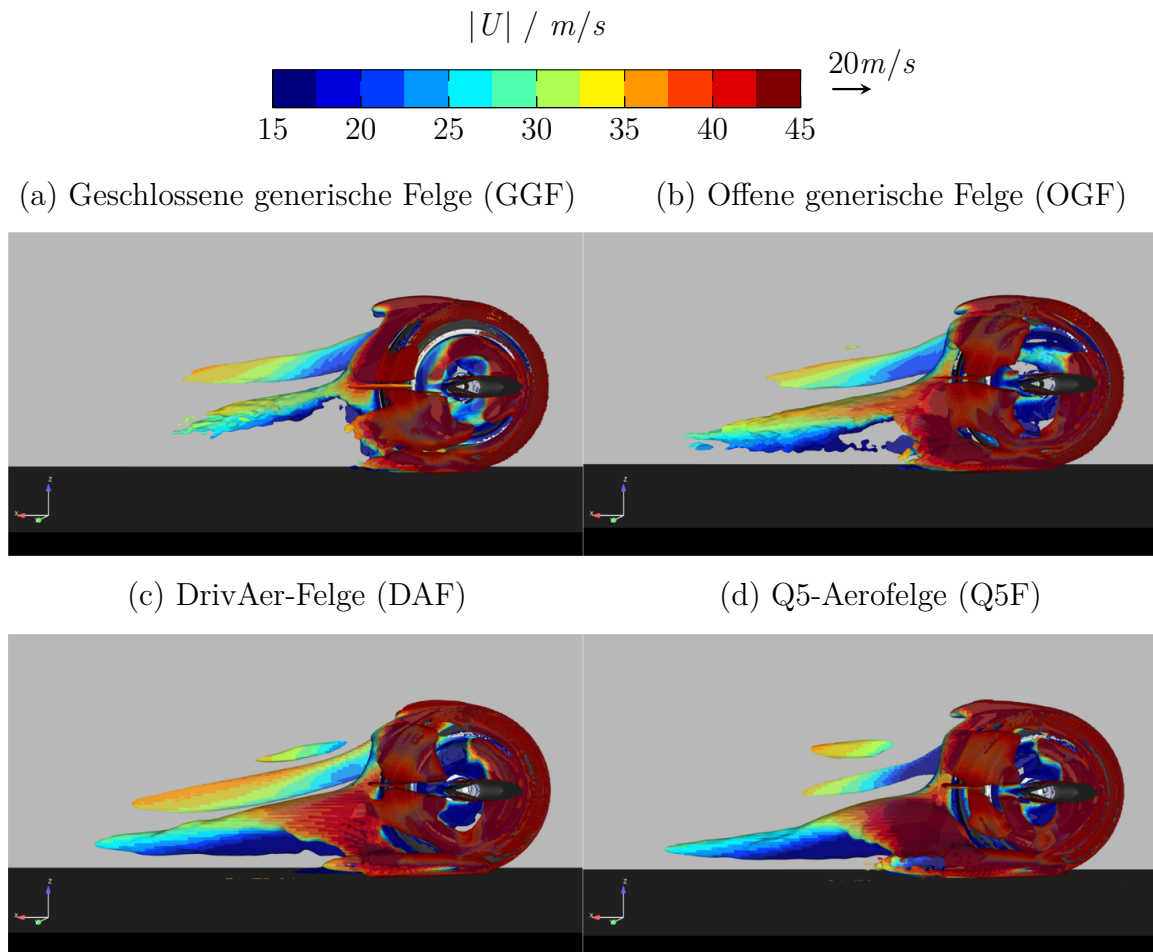 |U| / m/s
20m/s
15 20 25 30 35 40 45
(a) Geschlossene generische Felge (GGF)
(b) Offene generische Felge (OGF)
z
x
z
x
(c) DrivAer-Felge (DAF)
(d) Q5-Aerofelge (Q5F)
z
x
z
x